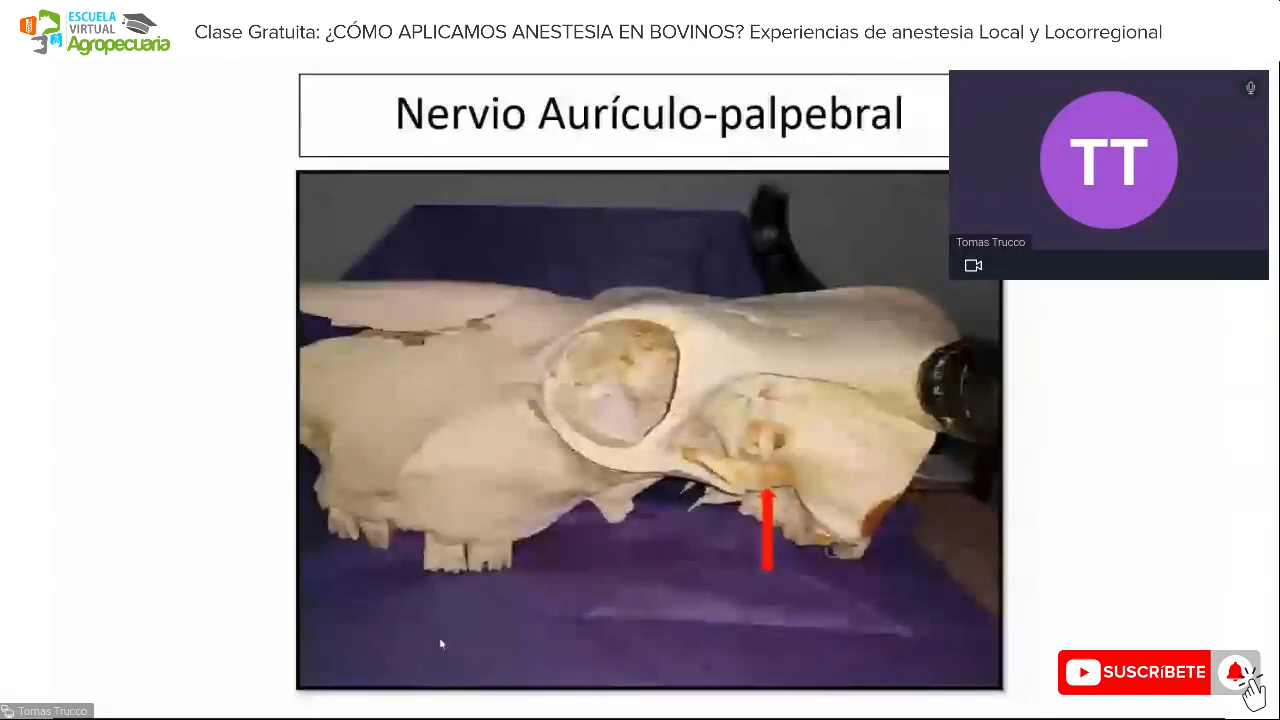 ESCUELA
VIRTUAL
Agropecuaria
Clase Gratuita: ¿CÓMO APLICAMOS ANESTESIA EN BOVINOS? Experiencias de anestesia Local y Locorregional
Nervio Aurículo-palpebral
TT
Tomas Trucco
SUSCRíBETE
Tomas Trucco